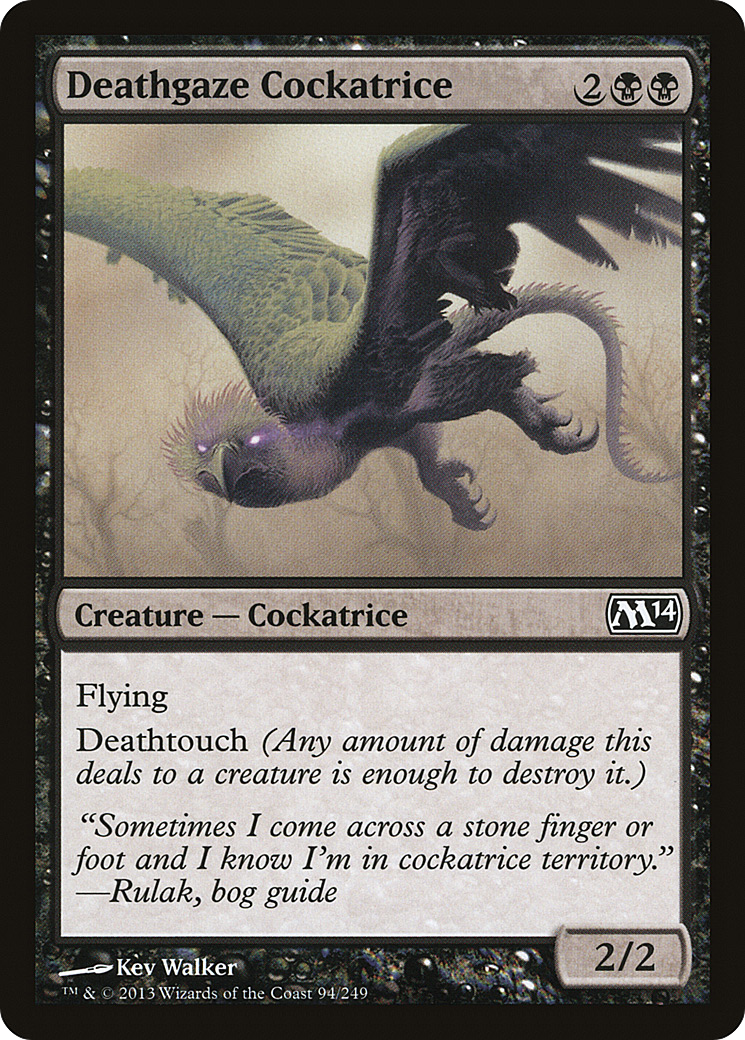 Deathgaze Cockatrice 2
Creature — Cockatrice M14
Flying
Deathtouch (Any amount of damage this
deals to a creature is enough to destroy it.)
“Sometimes I come across a stone finger or
foot and I know I’m in cockatrice territory.”
—Rulak, bog guide
2/2
Kev Walker
™ & © 2013 Wizards of the Coast 94/249